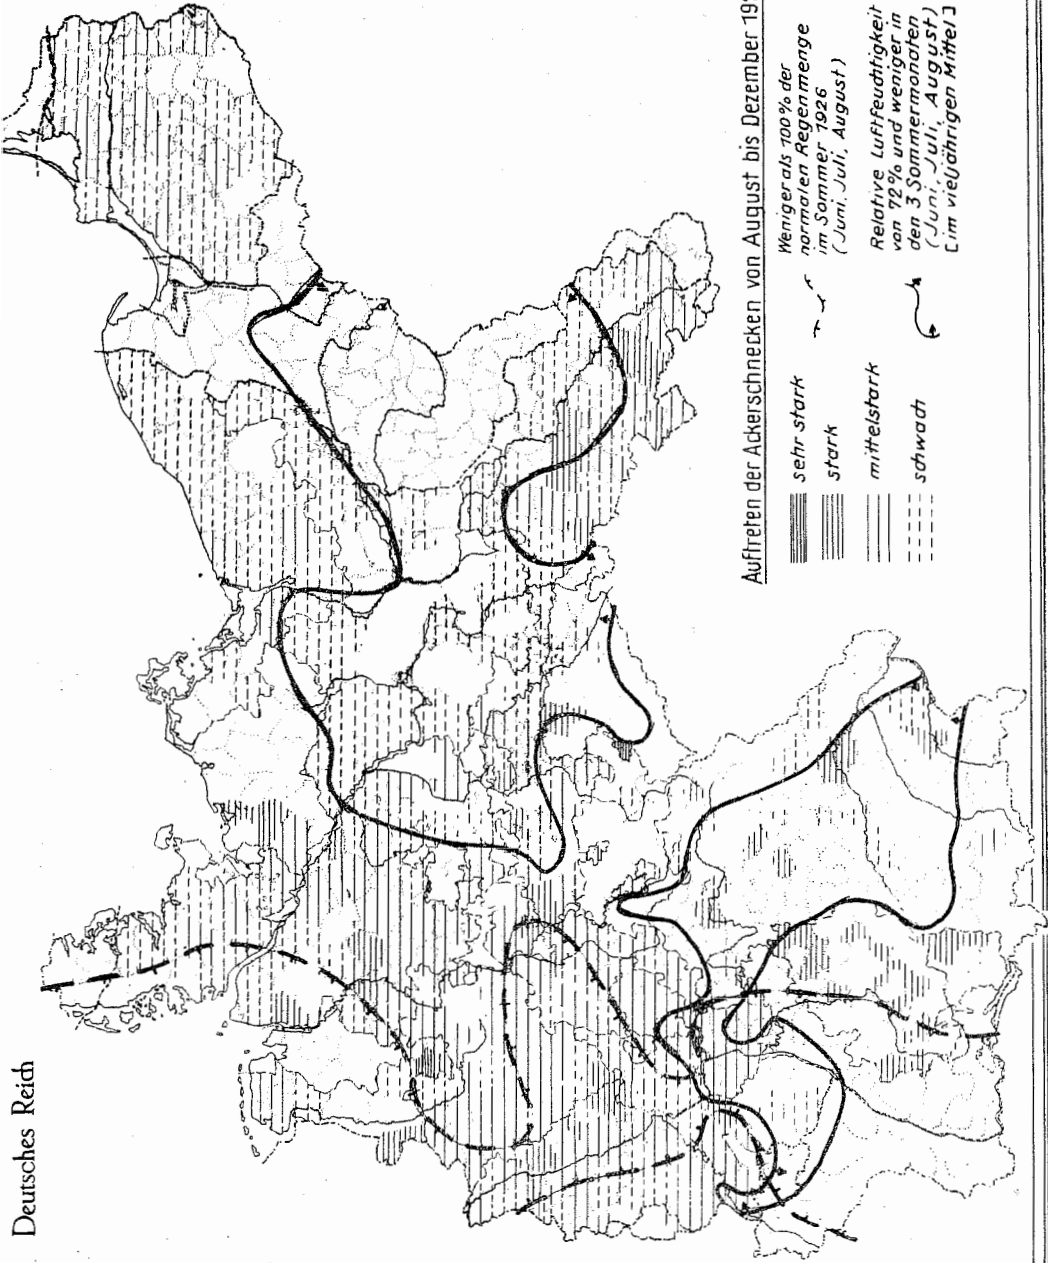 Deutsches Reich
Auftreten der Ackerschnecken von August bis Dezember
sehr stark
stark
mittelstark
schwach
Weniger als 100% der
normalen Regenmenge
im Sommer 1926
(Juni, Juli, August)
Relative Luftfeuchtigkeit
von 72% und weniger in
den 3 Sommermonaten
(Juni, Juli, August)
[im vieljährigen Mittel]